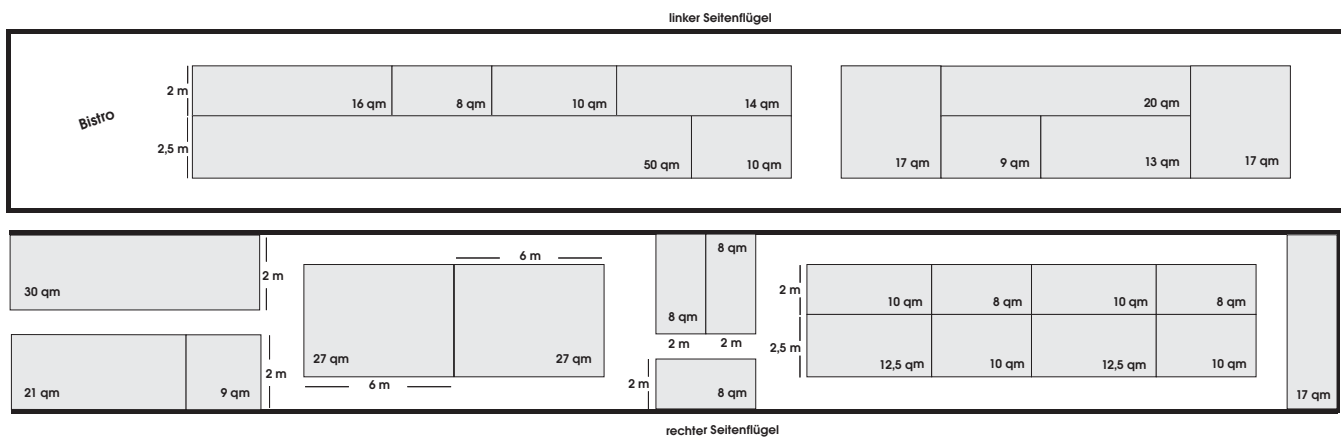 linker Seitenflügel
Bistro
2 m
16 qm
8 qm
10 qm
14 qm
2,5 m
50 qm
10 qm
17 qm
20 qm
9 qm
13 qm
17 qm
30 qm
2 m
21 qm
9 qm
2 m
6 m
27 qm
27 qm
6 m
8 qm
8 qm
2 m
2 m
2 m
8 qm
2 m
10 qm
8 qm
10 qm
8 qm
2,5 m
12,5 qm
10 qm
12,5 qm
10 qm
17 qm
rechter Seitenflügel